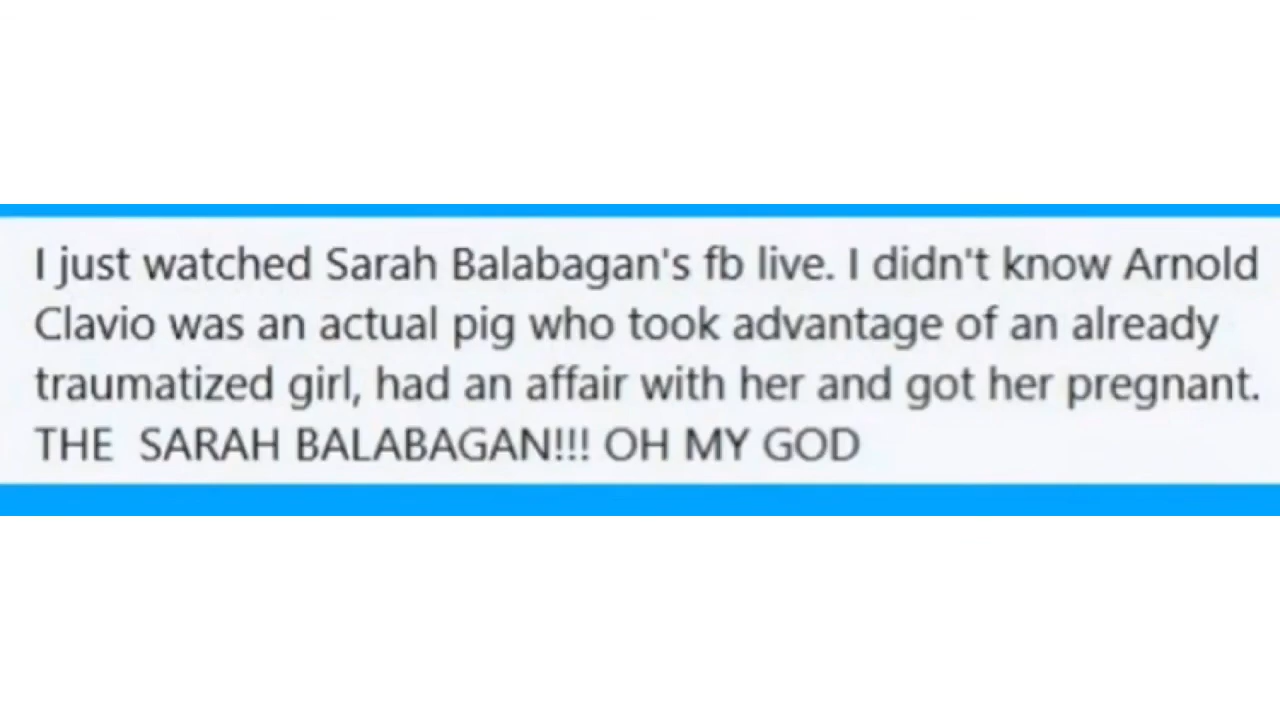 I just watched Sarah Balabagan's fb live. I didn't know Arnold
Clavio was an actual pig who took advantage of an already
traumatized girl, had an affair with her and got her pregnant.
THE  SARAH BALABAGAN!!! OH MY GOD